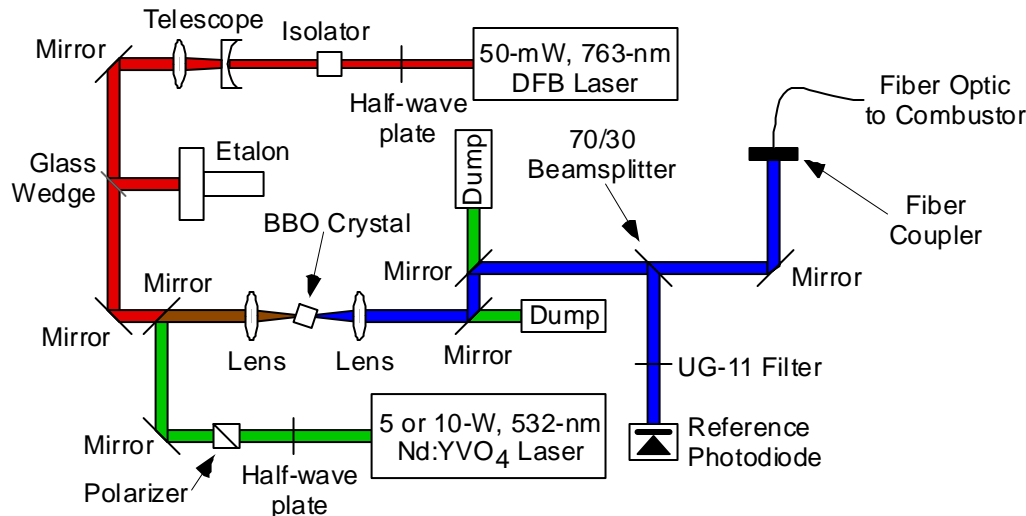 Telescope
Mirror
Isolator
50-mW, 763-nm
DFB Laser
Half-wave
plate
Fiber Optic
to Combustor
70/30
Beamsplitter
Dump
Glass
Wedge
Etalon
BBO Crystal
Fiber
Coupler
Mirror
Mirror
Mirror
Mirror
Lens
Lens
Mirror
Dump
UG-11 Filter
Mirror
Polarizer
Half-wave
plate
5 or 10-W, 532-nm
Nd:YVO4 Laser
Reference
Photodiode